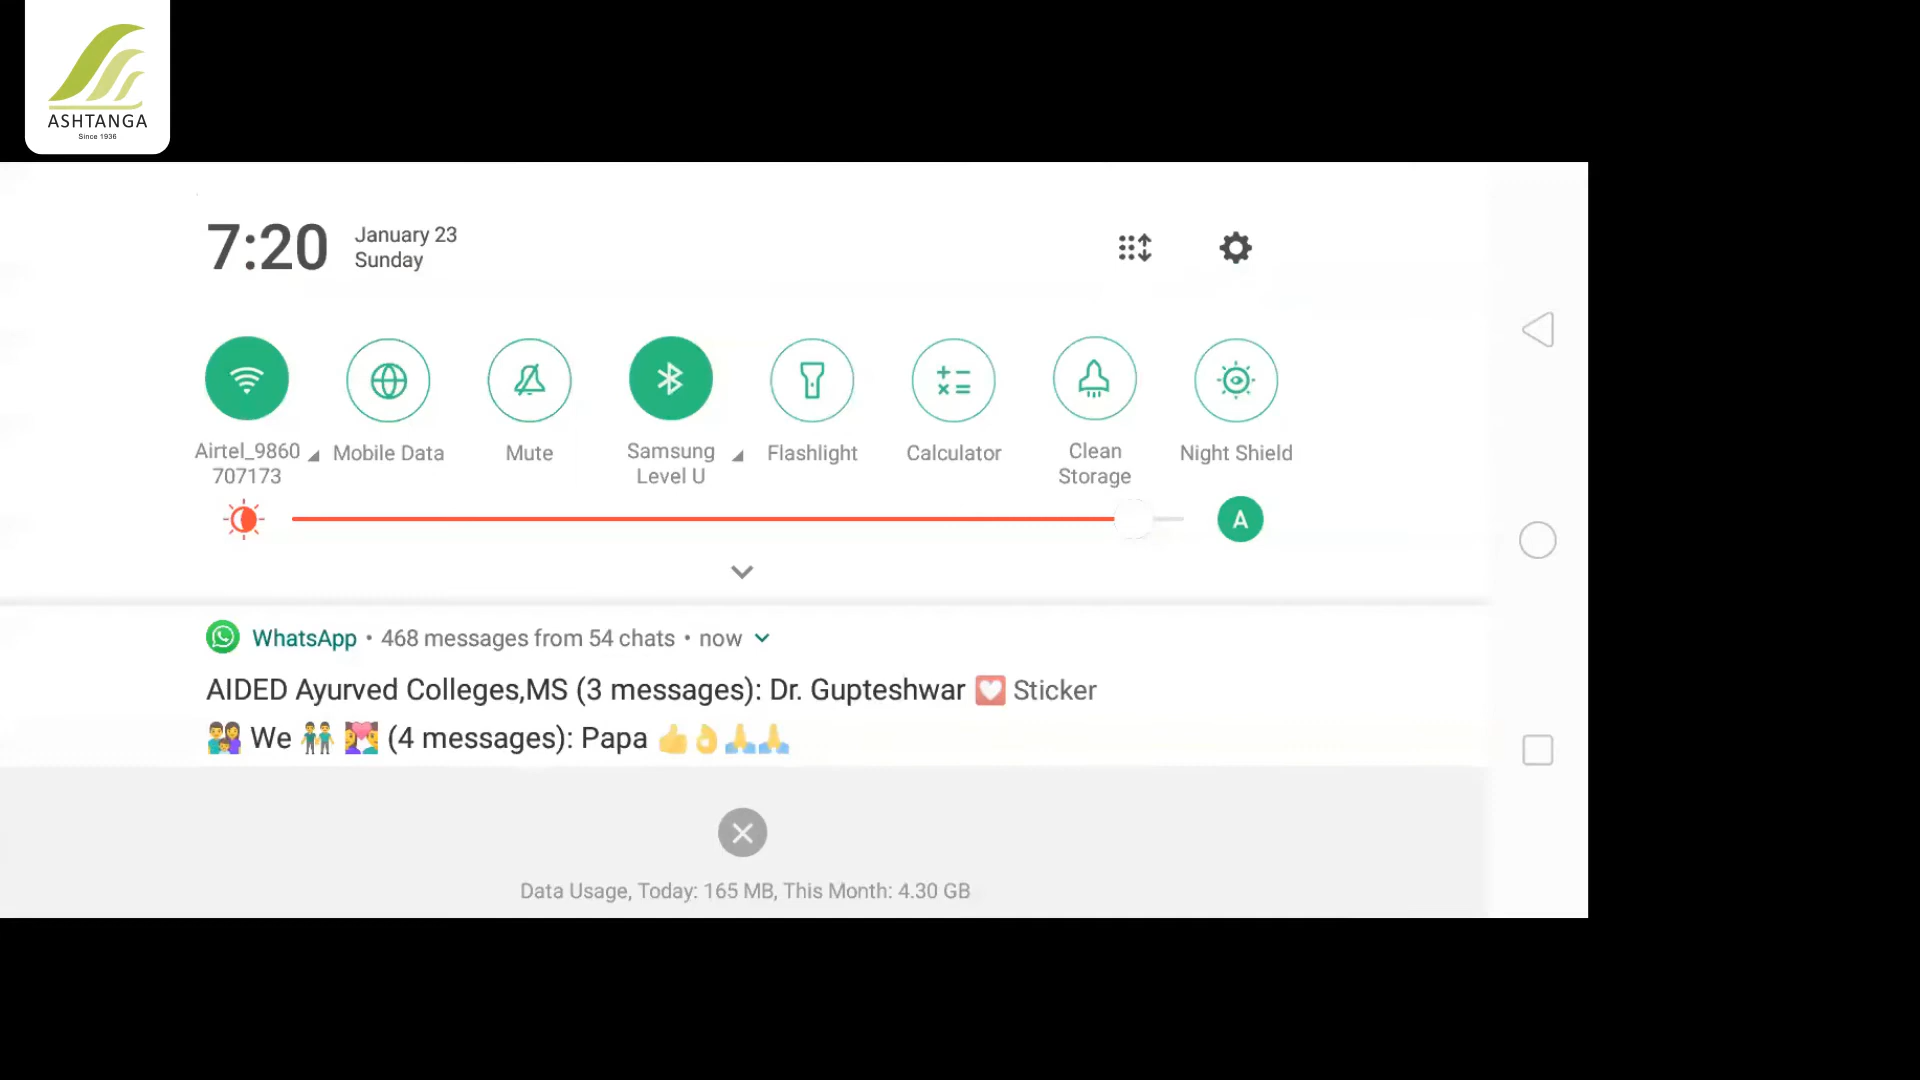 ASHTANGA
Since 1936
7:20
January 23
Sunday
Airtel_9860
707173
Mobile Data
Mute
Samsung
Level U
Flashlight
Calculator
Clean
Storage
Night Shield
A
WhatsApp • 468 messages from 54 chats • now
AIDED Ayurved Colleges,MS (3 messages): Dr. Gupteshwar 💟 Sticker
👨‍👩‍👦 We 👬 👩‍❤️‍👨 (4 messages): Papa 👍👌🙏🙏
Data Usage, Today: 165 MB, This Month: 4.30 GB